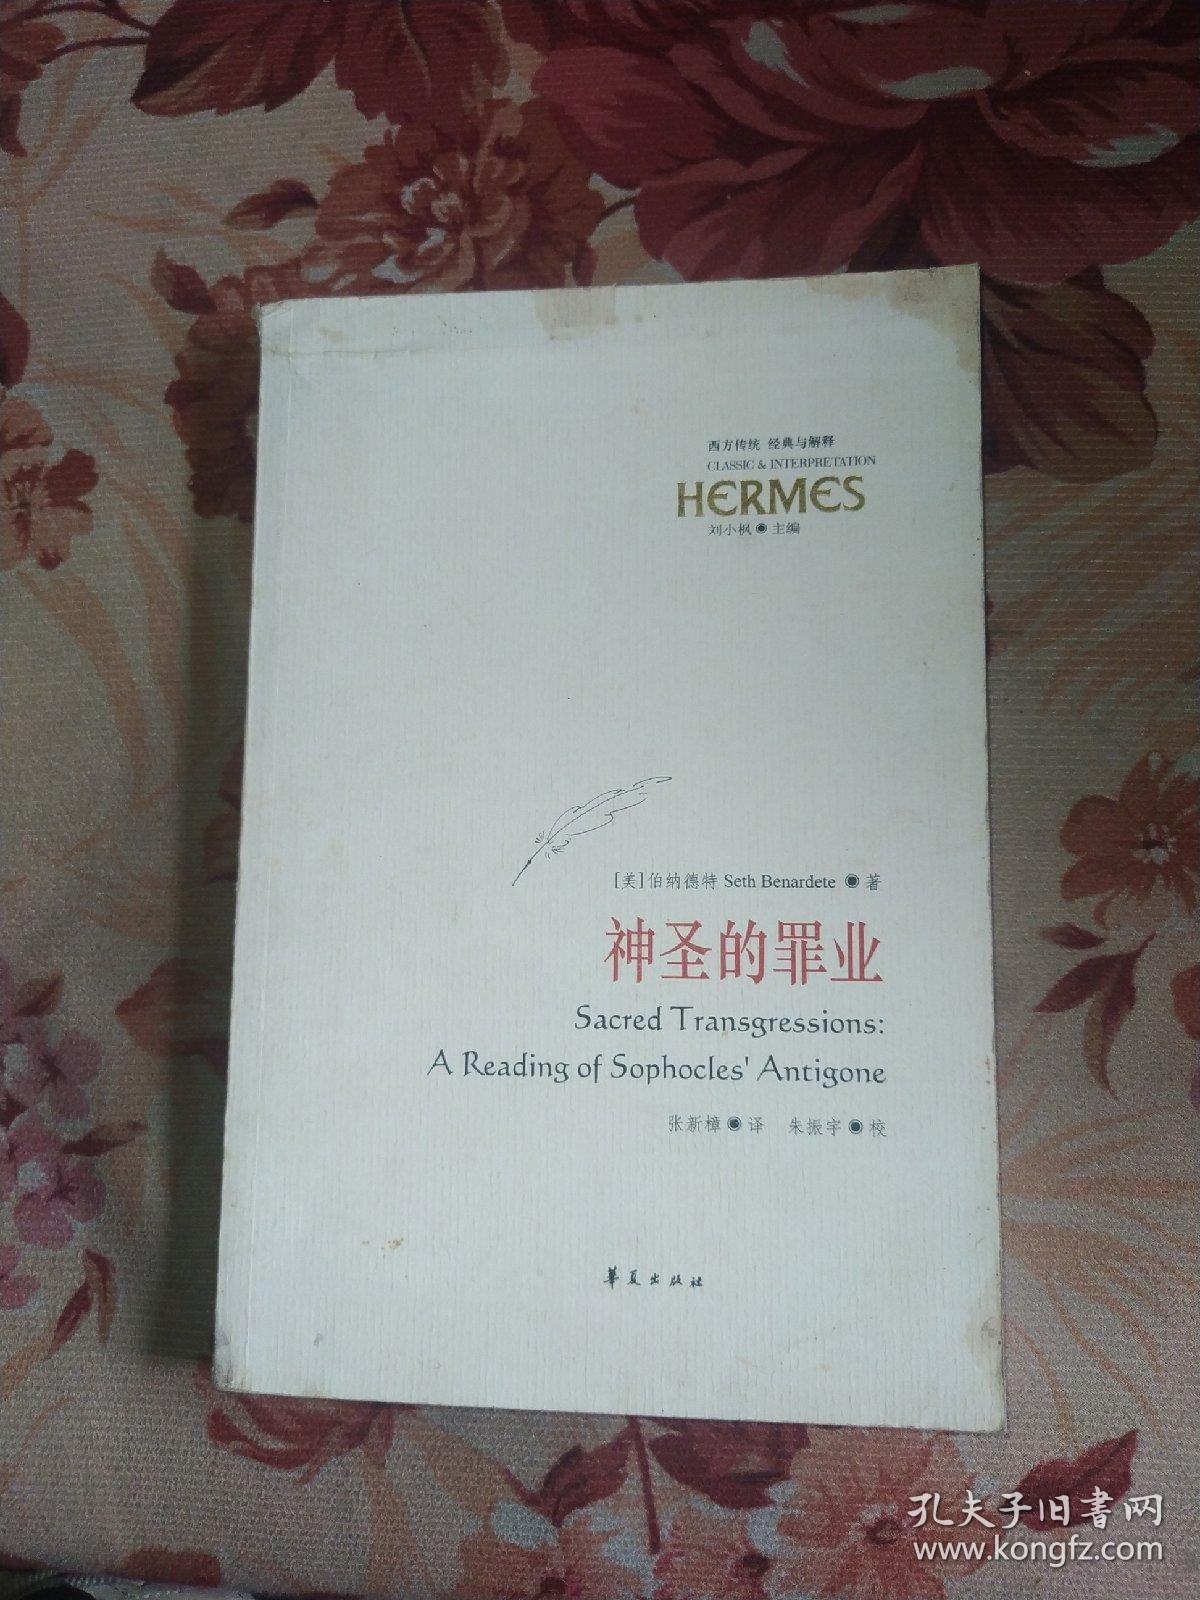 西方传统 经典与解释
CLASSIC & INTERPRETATION
HERMES
刘小枫◉主编
[美]伯纳德特 Seth Benardete ◉ 著
神圣的罪业
Sacred Transgressions:
A Reading of Sophocles' Antigone
张新樟◉译 朱振宇◉校
华夏出版社
孔夫子旧书网
www.kongfz.com